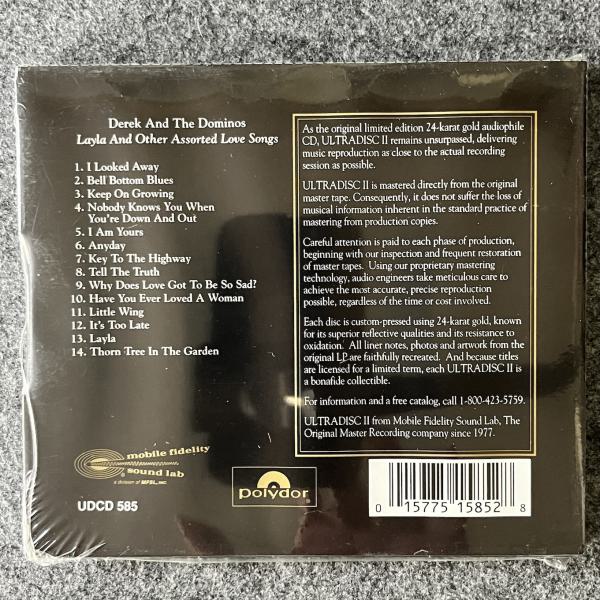 Derek And The Dominos
Layla And Other Assorted Love Songs
1. I Looked Away
2. Bell Bottom Blues
3. Keep On Growing
4. Nobody Knows You When
You're Down And Out
5. I Am Yours
6. Anyday
7. Key To The Highway
8. Tell The Truth
9. Why Does Love Got To Be So Sad?
10. Have You Ever Loved A Woman
11. Little Wing
12. It's Too Late
13. Layla
14. Thorn Tree In The Garden
As the original limited edition 24-karat gold audiophile
CD, ULTRADISC II remains unsurpassed, delivering
music reproduction as close to the actual recording
session as possible.
ULTRADISC II is mastered directly from the original
master tape. Consequently, it does not suffer the loss of
musical information inherent in the standard practice of
mastering from production copies.
Careful attention is paid to each phase of production,
beginning with our inspection and frequent restoration
of master tapes. Using our proprietary mastering
technology, audio engineers take meticulous care to
achieve the most accurate, precise reproduction
possible, regardless of the time or cost involved.
Each disc is custom-pressed using 24-karat gold, known
for its superior reflective qualities and its resistance to
oxidation. All liner notes, photos and artwork from the
original LP are faithfully recreated. And because titles
are licensed for a limited term, each ULTRADISC II is
a bonafide collectible.
For information and a free catalog, call 1-800-423-5759.
ULTRADISC II from Mobile Fidelity Sound Lab, The
Original Master Recording company since 1977.
mobile fidelity
sound lab
a division of MFSL, INC.
UDCD 585
polydor
0 15775 15852 8